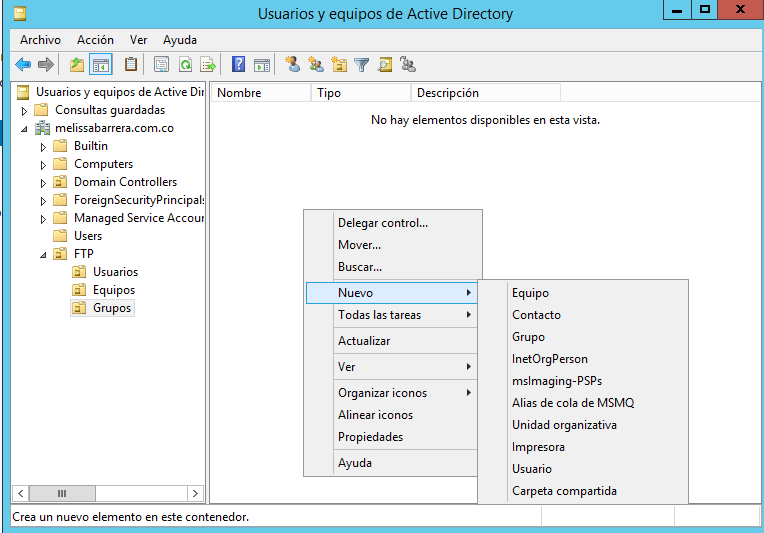 Usuarios y equipos de Active Directory
Archivo Acción Ver Ayuda
Usuarios y equipos de Active Dir
Consultas guardadas
melissabarrera.com.co
Builtin
Computers
Domain Controllers
ForeignSecurityPrincipals
Managed Service Accour
Users
FTP
Usuarios
Equipos
Grupos
Nombre Tipo Descripción
No hay elementos disponibles en esta vista.
Delegar control...
Mover...
Buscar...
Nuevo
Todas las tareas
Actualizar
Ver
Organizar iconos
Alinear iconos
Propiedades
Ayuda
Equipo
Contacto
Grupo
InetOrgPerson
msImaging-PSPs
Alias de cola de MSMQ
Unidad organizativa
Impresora
Usuario
Carpeta compartida
Crea un nuevo elemento en este contenedor.